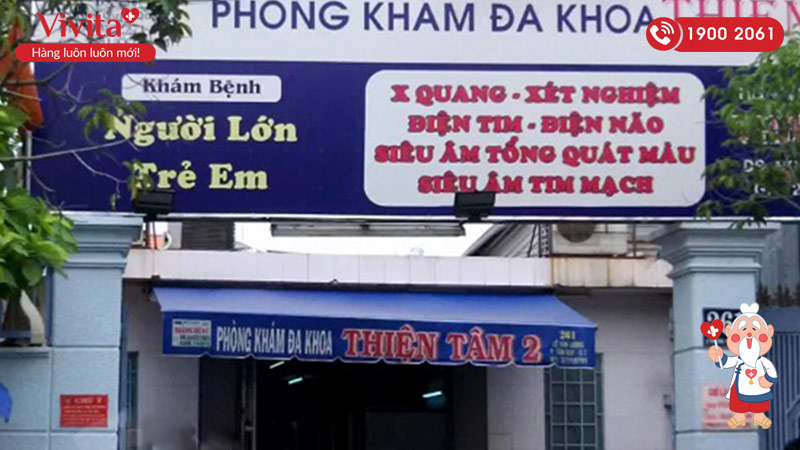 Vivita
Hàng luôn luôn mới!
PHÒNG KHÁM ĐA KHOA THIỆN
1900 2061
Khám Bệnh
Người Lớn
Trẻ Em
X QUANG - XÉT NGHIỆM
ĐIỆN TIM - ĐIỆN NÃO
SIÊU ÂM TỔNG QUÁT MÀU
SIÊU ÂM TIM MẠCH
PHÒNG KHÁM ĐA KHOA THIỆN TÂM 2
261
261